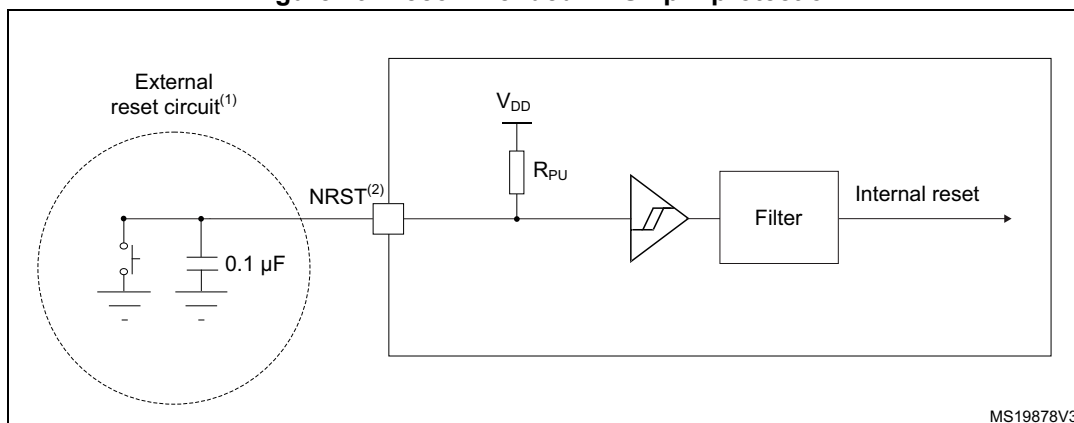 External
reset circuit(1)
VDD
RPU
NRST(2)
Internal reset
Filter
0.1 µF
MS19878V3